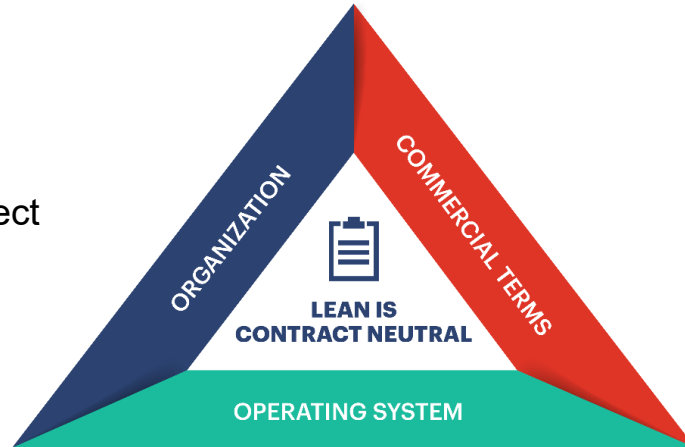 ect
ORGANIZATION
COMMERCIAL TERMS
LEAN IS
CONTRACT NEUTRAL
OPERATING SYSTEM